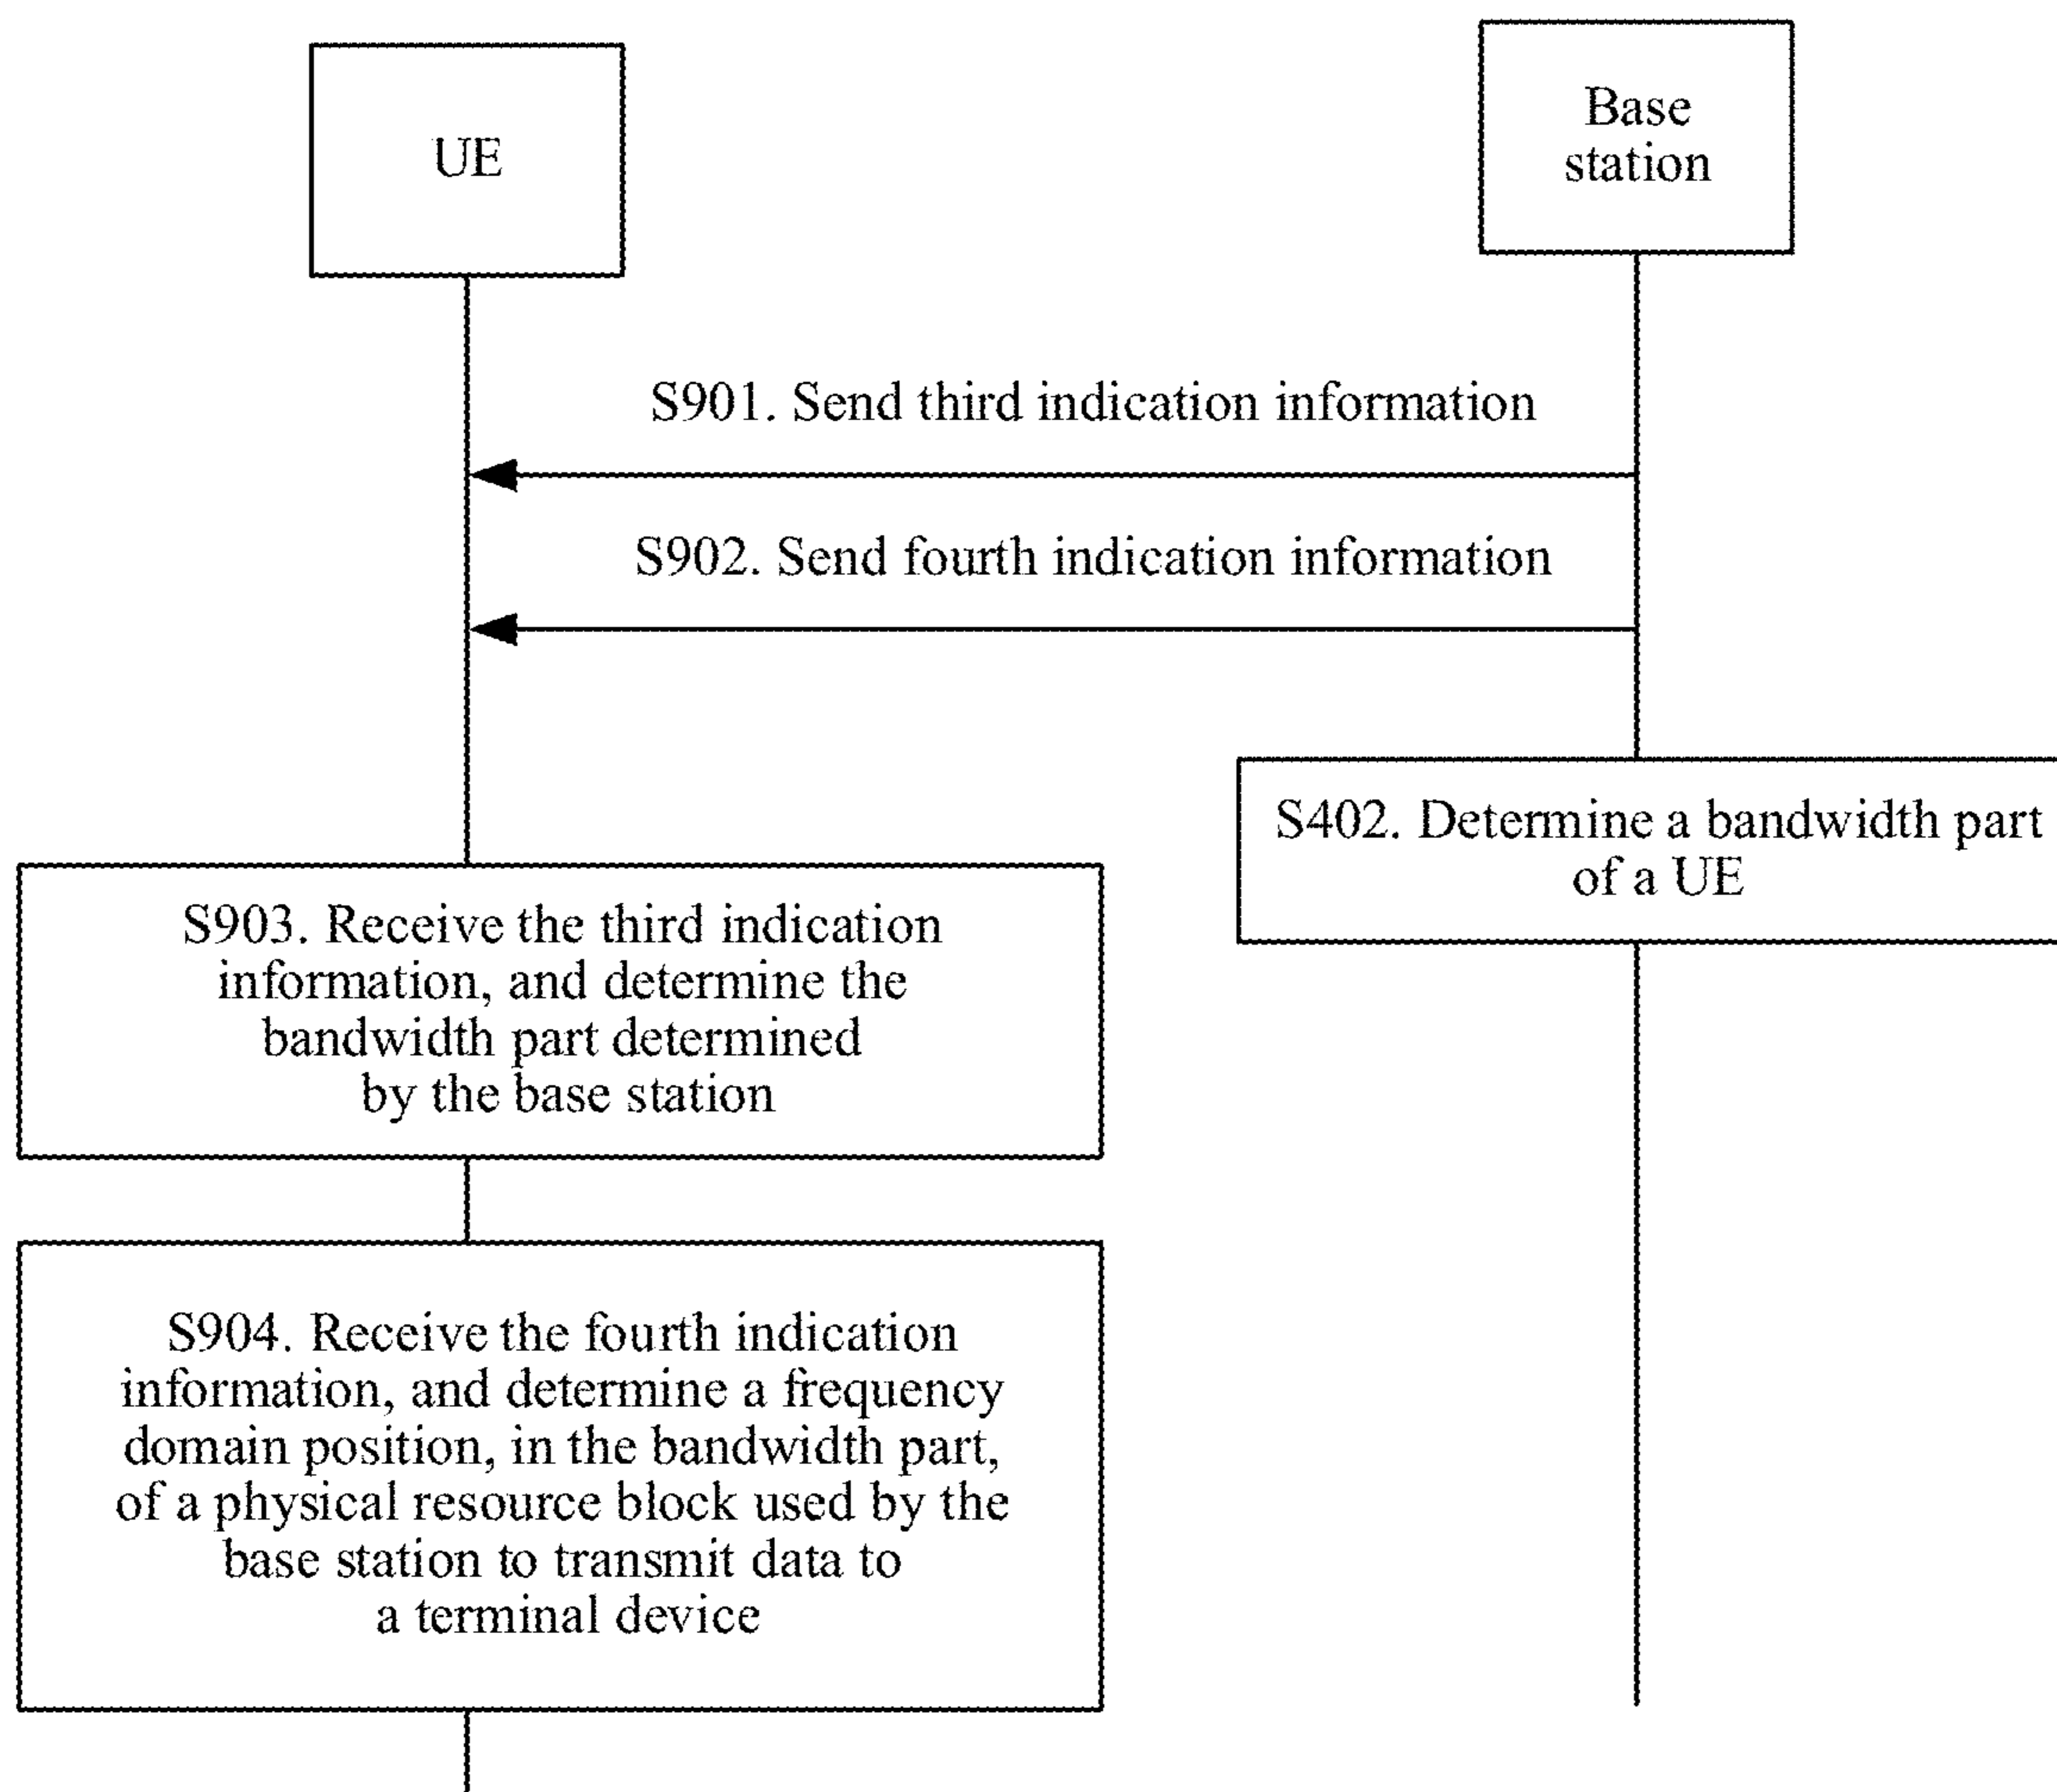 UE
Base
station
S901. Send third indication information
S902. Send fourth indication information
S402. Determine a bandwidth part
of a UE
S903. Receive the third indication
information, and determine the
bandwidth part determined
by the base station
S904. Receive the fourth indication
information, and determine a frequency
domain position, in the bandwidth part,
of a physical resource block used by the
base station to transmit data to
a terminal device